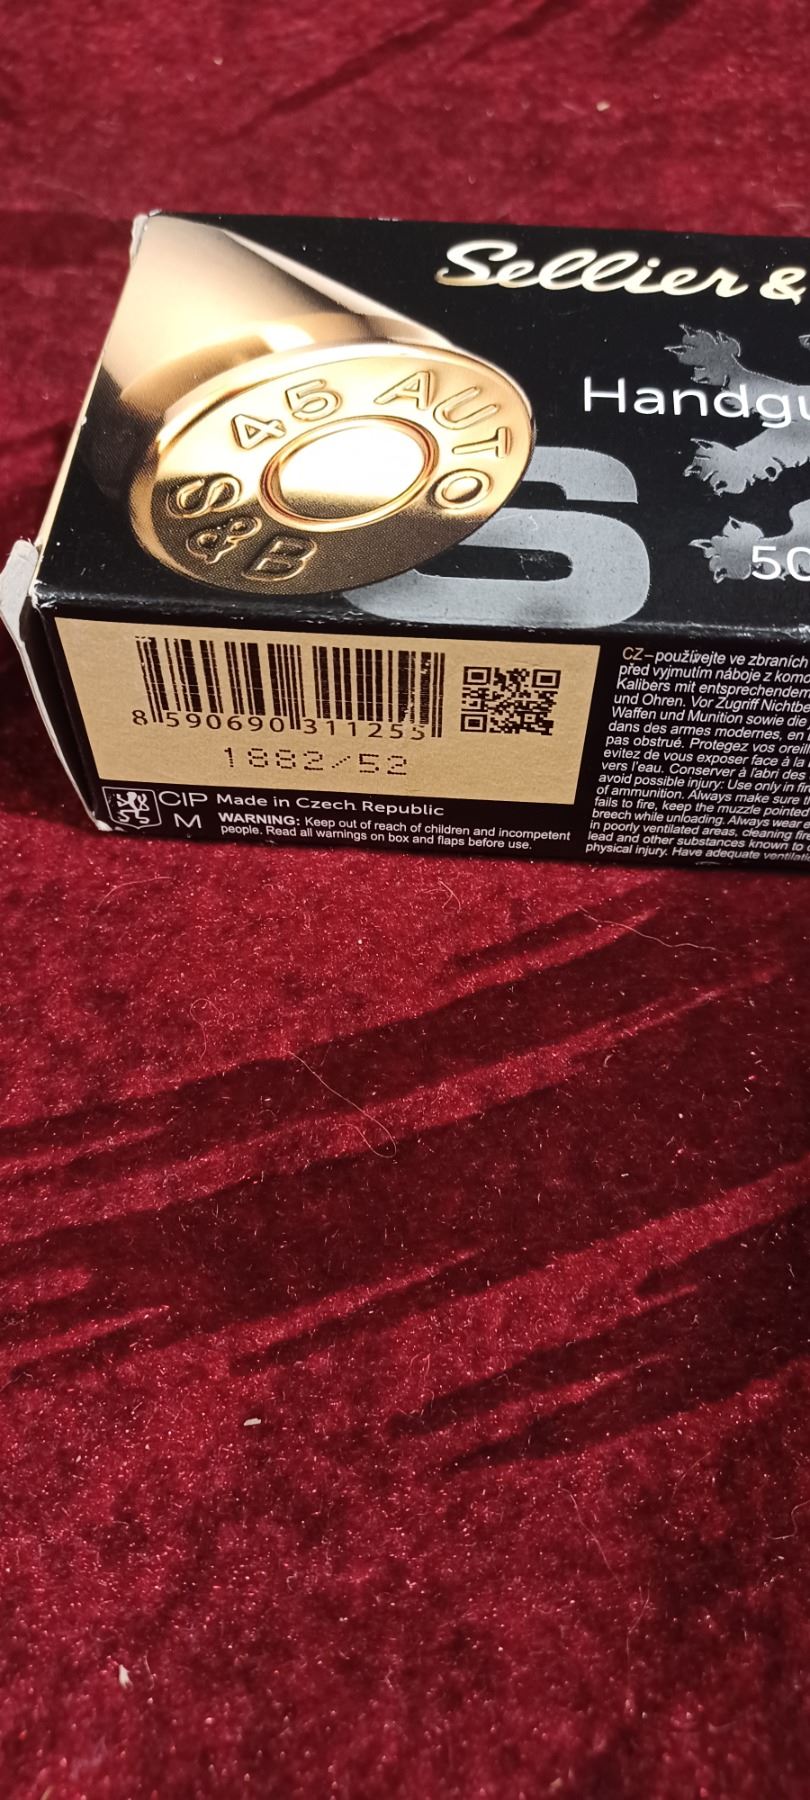 Sellier &
Handgu
50
45 AUTO
S&B
S
8 590690 311255
1882/52
CIP
M
Made in Czech Republic
WARNING: Keep out of reach of children and incompetent
people. Read all warnings on box and flaps before use.
CZ–používejte ve zbraních
před vyjmutím náboje z komo
Kalibers mit entsprechendem
und Ohren. Vor Zugriff Nichtbe
Waffen und Munition sowie die
dans des armes modernes, en
pas obstrué. Protegez vos oreil
evitez de vous exposer face à la
vers l'eau. Conserver à l'abri des
avoid possible injury: Use only in fir
of ammunition. Always make sure
fails to fire, keep the muzzle pointed
breech while unloading. Always wear e
in poorly ventilated areas, cleaning fir
lead and other substances known to c
physical injury. Have adequate ventilati